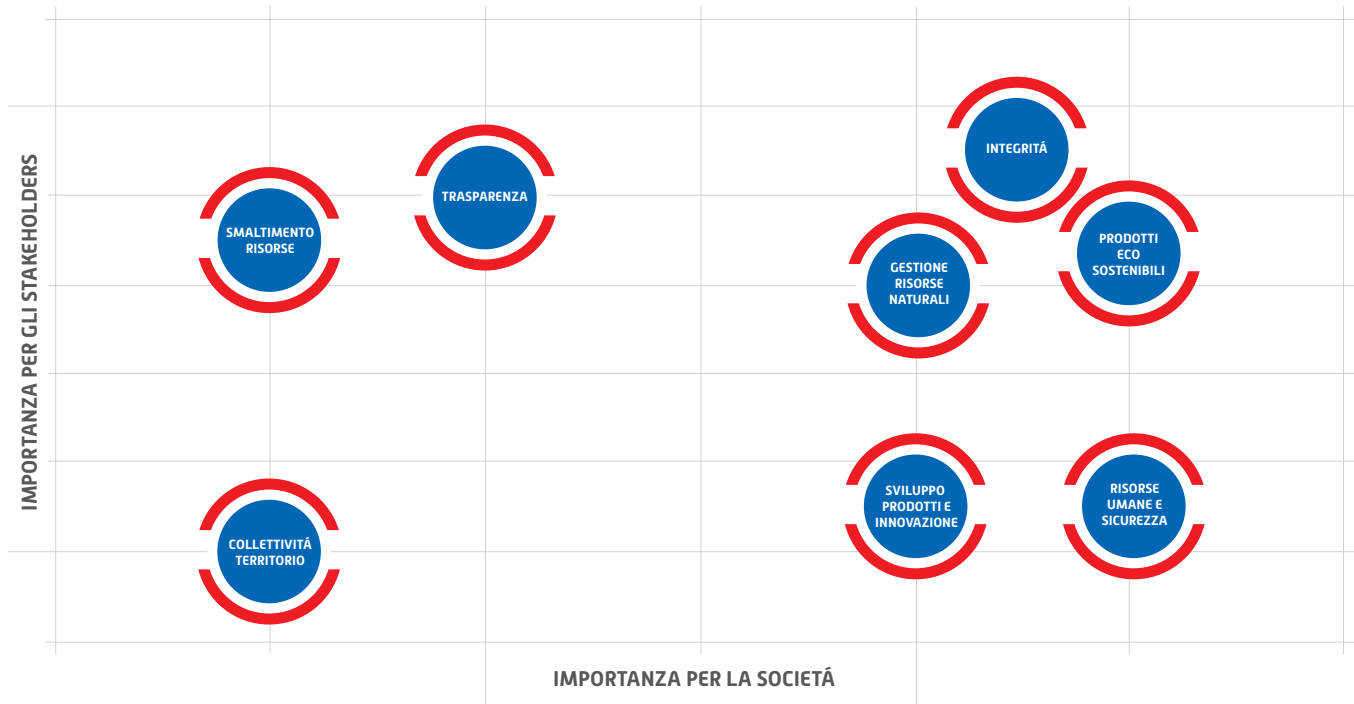 IMPORTANZA PER GLI STAKEHOLDERS
INTEGRITÁ
TRASPARENZA
SMALTIMENTO
RISORSE
PRODOTTI
ECO
SOSTENIBILI
GESTIONE
RISORSE
NATURALI
SVILUPPO
PRODOTTI E
INNOVAZIONE
RISORSE
UMANE E
SICUREZZA
COLLETTIVITÁ
TERRITORIO
IMPORTANZA PER LA SOCIETÁ